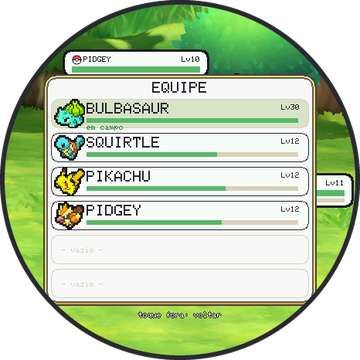 PIDGEY Lv10
EQUIPE
BULBASAUR Lv30
em campo
SQUIRTLE Lv12
Lv11
PIKACHU Lv12
PIDGEY Lv12
- vazio -
- vazio -
toque fora: voltar